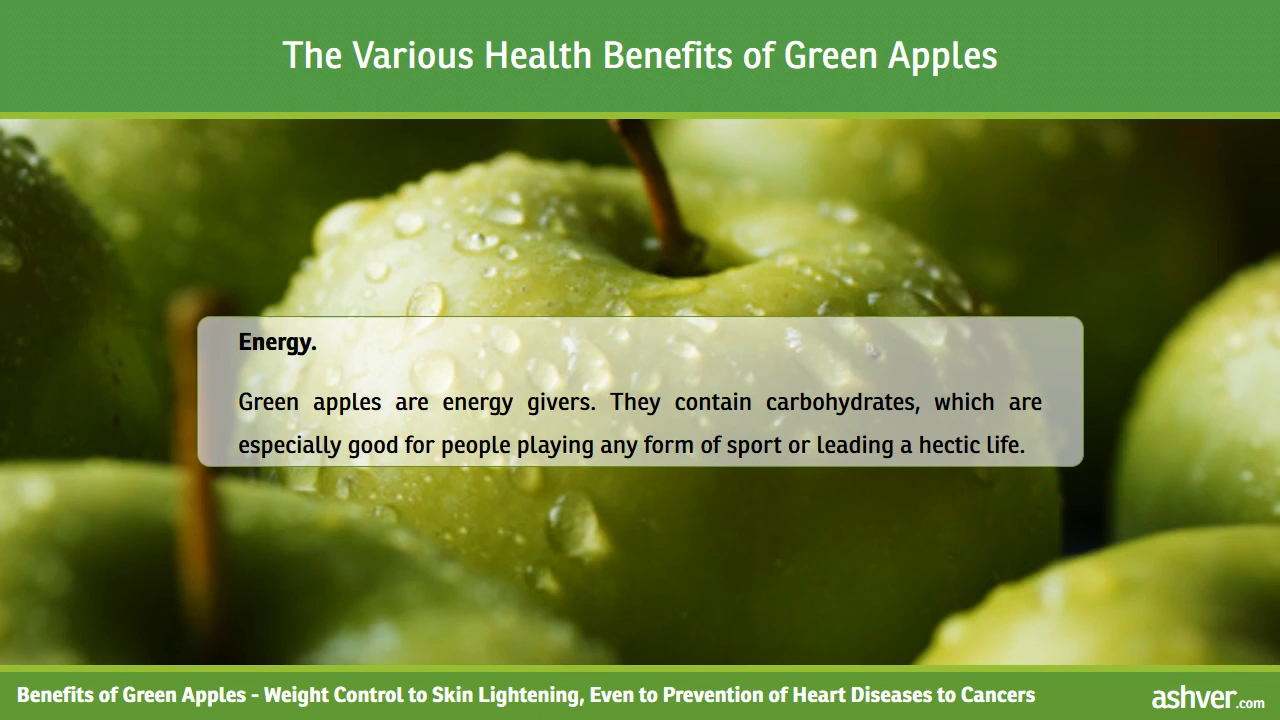 The Various Health Benefits of Green Apples
Energy.
Green apples are energy givers. They contain carbohydrates, which are
especially good for people playing any form of sport or leading a hectic life.
Benefits of Green Apples - Weight Control to Skin Lightening, Even to Prevention of Heart Diseases to Cancers
ashver.com